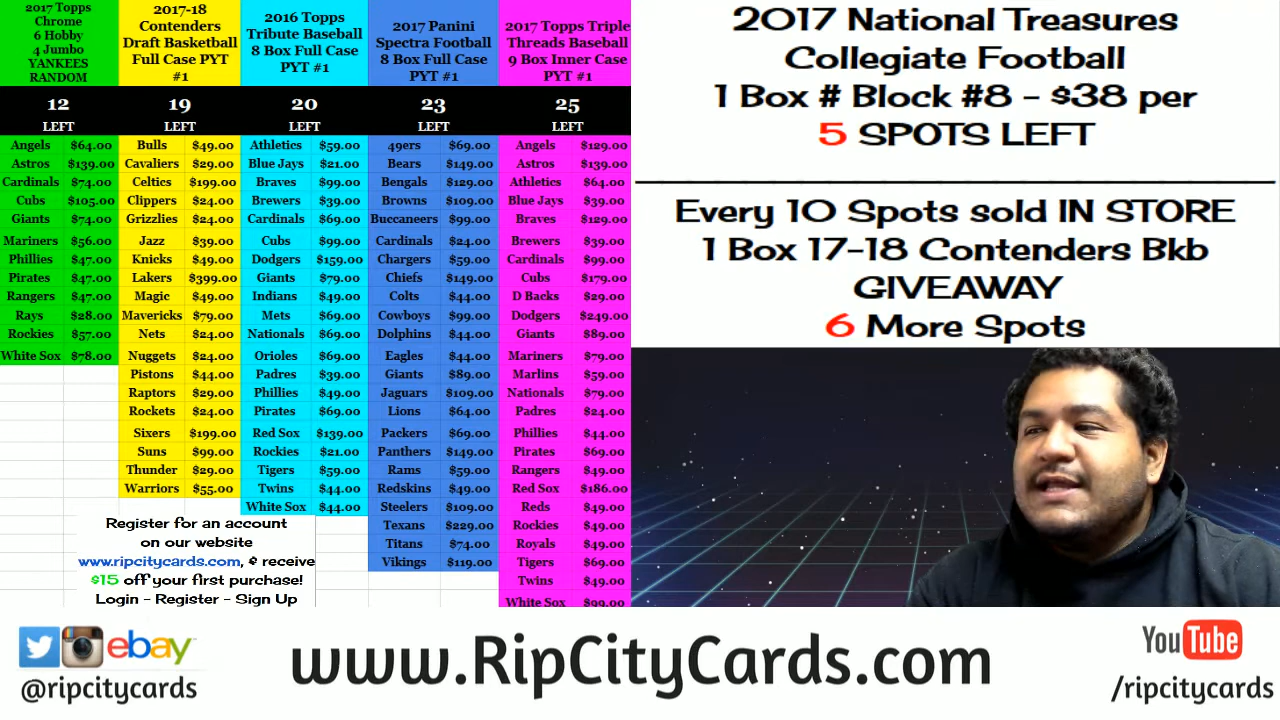 2017 Topps
Chrome
6 Hobby
4 Jumbo
YANKEES
RANDOM
12
LEFT
Angels $64.00
Astros $139.00
Cardinals $74.00
Cubs $105.00
Giants $74.00
Mariners $56.00
Phillies $47.00
Pirates $47.00
Rangers $47.00
Rays $28.00
Rockies $57.00
White Sox $78.00
2017-18
Contenders
Draft Basketball
Full Case PYT
#1
19
LEFT
Bulls $49.00
Cavaliers $29.00
Celtics $199.00
Clippers $24.00
Grizzlies $24.00
Jazz $39.00
Knicks $49.00
Lakers $399.00
Magic $49.00
Mavericks $79.00
Nets $24.00
Nuggets $24.00
Pistons $44.00
Raptors $29.00
Rockets $24.00
Sixers $199.00
Suns $99.00
Thunder $29.00
Warriors $55.00
2016 Topps
Tribute Baseball
8 Box Full Case
PYT #1
20
LEFT
Athletics $59.00
Blue Jays $21.00
Braves $99.00
Brewers $39.00
Cardinals $69.00
Cubs $99.00
Dodgers $159.00
Giants $79.00
Indians $49.00
Mets $69.00
Nationals $69.00
Orioles $69.00
Padres $39.00
Phillies $49.00
Pirates $69.00
Red Sox $139.00
Rockies $21.00
Tigers $59.00
Twins $44.00
White Sox $44.00
2017 Panini
Spectra Football
8 Box Full Case
PYT #1
23
LEFT
49ers $69.00
Bears $149.00
Bengals $129.00
Browns $109.00
Buccaneers $99.00
Cardinals $24.00
Chargers $59.00
Chiefs $149.00
Colts $44.00
Cowboys $99.00
Dolphins $44.00
Eagles $44.00
Giants $89.00
Jaguars $109.00
Lions $64.00
Packers $69.00
Panthers $149.00
Rams $59.00
Redskins $49.00
Steelers $109.00
Texans $229.00
Titans $74.00
Vikings $119.00
2017 Topps Triple
Threads Baseball
9 Box Inner Case
PYT #1
25
LEFT
Angels $129.00
Astros $139.00
Athletics $64.00
Blue Jays $39.00
Braves $129.00
Brewers $39.00
Cardinals $99.00
Cubs $179.00
D Backs $29.00
Dodgers $249.00
Giants $89.00
Mariners $79.00
Marlins $59.00
Nationals $79.00
Padres $24.00
Phillies $44.00
Pirates $69.00
Rangers $49.00
Red Sox $186.00
Reds $49.00
Rockies $49.00
Royals $49.00
Tigers $69.00
Twins $49.00
White Sox $99.00
Register for an account
on our website
www.ripcitycards.com, & receive
$15 off your first purchase!
Login - Register - Sign Up
2017 National Treasures
Collegiate Football
1 Box # Block #8 - $38 per
5 SPOTS LEFT
Every 10 Spots sold IN STORE
1 Box 17-18 Contenders Bkb
GIVEAWAY
6 More Spots
ebay
@ripcitycards
www.RipCityCards.com
YouTube
/ripcitycards